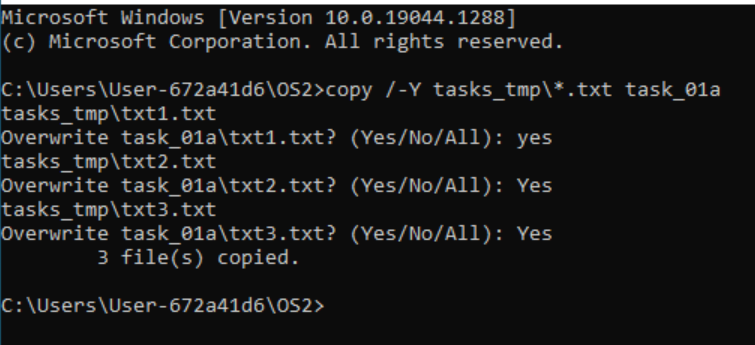 Microsoft Windows [Version 10.0.19044.1288]
(c) Microsoft Corporation. All rights reserved.
C:\Users\User-672a41d6\OS2>copy /-Y tasks_tmp\*.txt task_01a
tasks_tmp\txt1.txt
Overwrite task_01a\txt1.txt? (Yes/No/All): yes
tasks_tmp\txt2.txt
Overwrite task_01a\txt2.txt? (Yes/No/All): Yes
tasks_tmp\txt3.txt
Overwrite task_01a\txt3.txt? (Yes/No/All): Yes
        3 file(s) copied.
C:\Users\User-672a41d6\OS2>